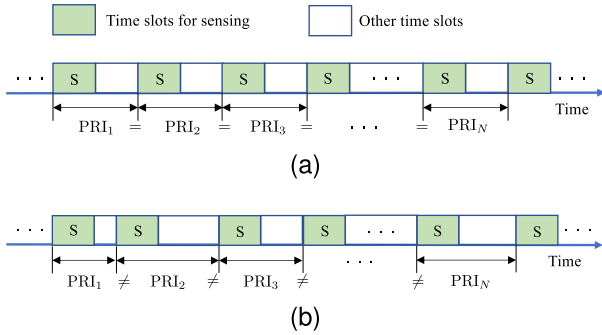 Time slots for sensing Other time slots
· · · S S S S · · · S S · · ·
Time
PRI₁ = PRI₂ = PRI₃ = · · · = PRI_N
(a)
· · · S S S S · · · S S · · ·
Time
PRI₁ ≠ PRI₂ ≠ PRI₃ ≠ · · · ≠ PRI_N
(b)